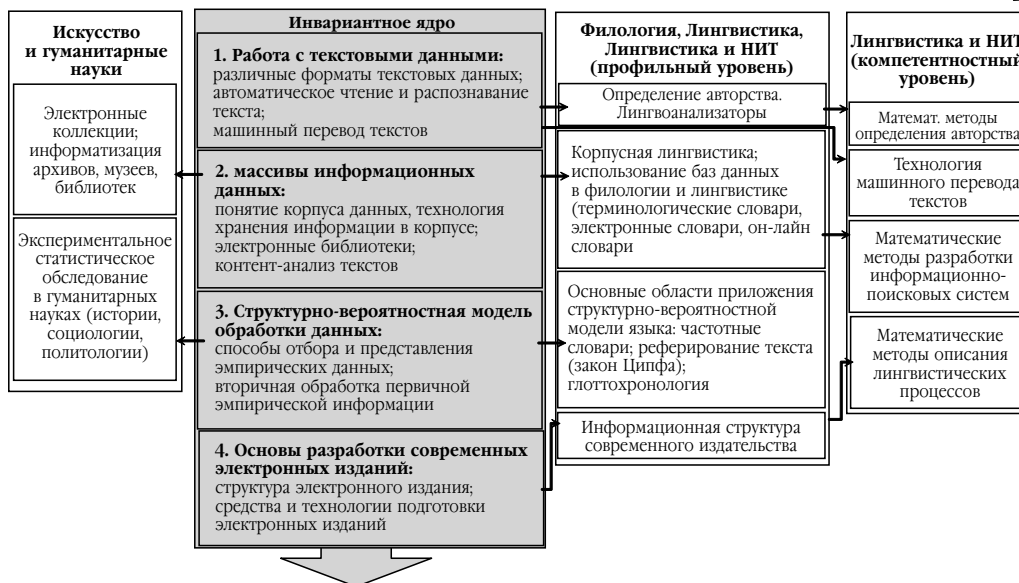 Искусство
и гуманитарные
науки
Электронные
коллекции;
информатизация
архивов, музеев,
библиотек
Экспериментальное
статистическое
обследование
в гуманитарных
науках (истории,
социологии,
политологии)
Инвариантное ядро
1. Работа с текстовыми данными:
различные форматы текстовых данных;
автоматическое чтение и распознавание
текста;
машинный перевод текстов
2. массивы информационных
данных:
понятие корпуса данных, технология
хранения информации в корпусе;
электронные библиотеки;
контент-анализ текстов
3. Структурно-вероятностная модель
обработки данных:
способы отбора и представления
эмпирических данных;
вторичная обработка первичной
эмпирической информации
4. Основы разработки современных
электронных изданий:
структура электронного издания;
средства и технологии подготовки
электронных изданий
Филология, Лингвистика,
Лингвистика и НИТ
(профильный уровень)
Определение авторства.
Лингвоанализаторы
Корпусная лингвистика;
использование баз данных
в филологии и лингвистике
(терминологические словари,
электронные словари, он-лайн
словари
Основные области приложения
структурно-вероятностной
модели языка: частотные
словари; реферирование текста
(закон Ципфа);
глоттохронология
Информационная структура
современного издательства
Лингвистика и НИТ
(компетентностный
уровень)
Математ. методы
определения авторства
Технология
машинного перевода
текстов
Математические
методы разработки
информационно-
поисковых систем
Математические
методы описания
лингвистических
процессов